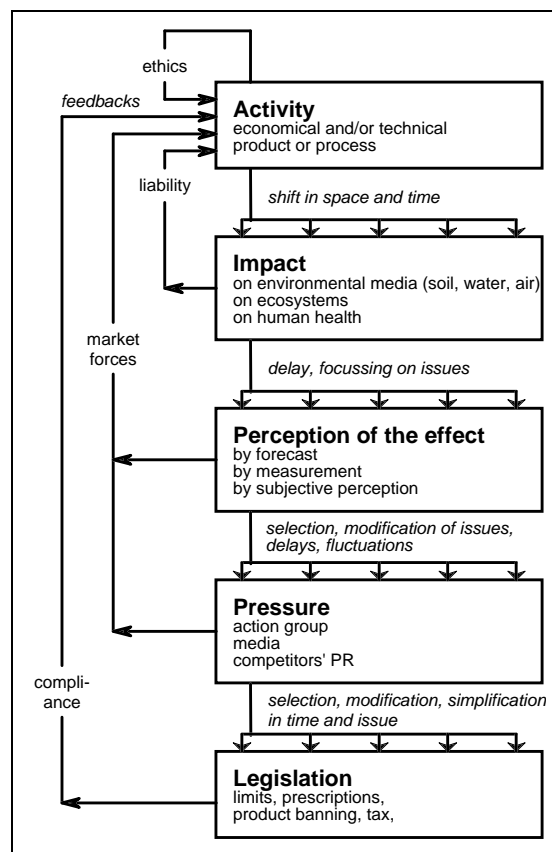 ethics
feedbacks
Activity
economical and/or technical
product or process
liability
shift in space and time
Impact
on environmental media (soil, water, air)
on ecosystems
on human health
market
forces
delay, focussing on issues
Perception of the effect
by forecast
by measurement
by subjective perception
selection, modification of issues,
delays, fluctuations
Pressure
action group
media
competitors' PR
compli-
ance
selection, modification, simplification
in time and issue
Legislation
limits, prescriptions,
product banning, tax,